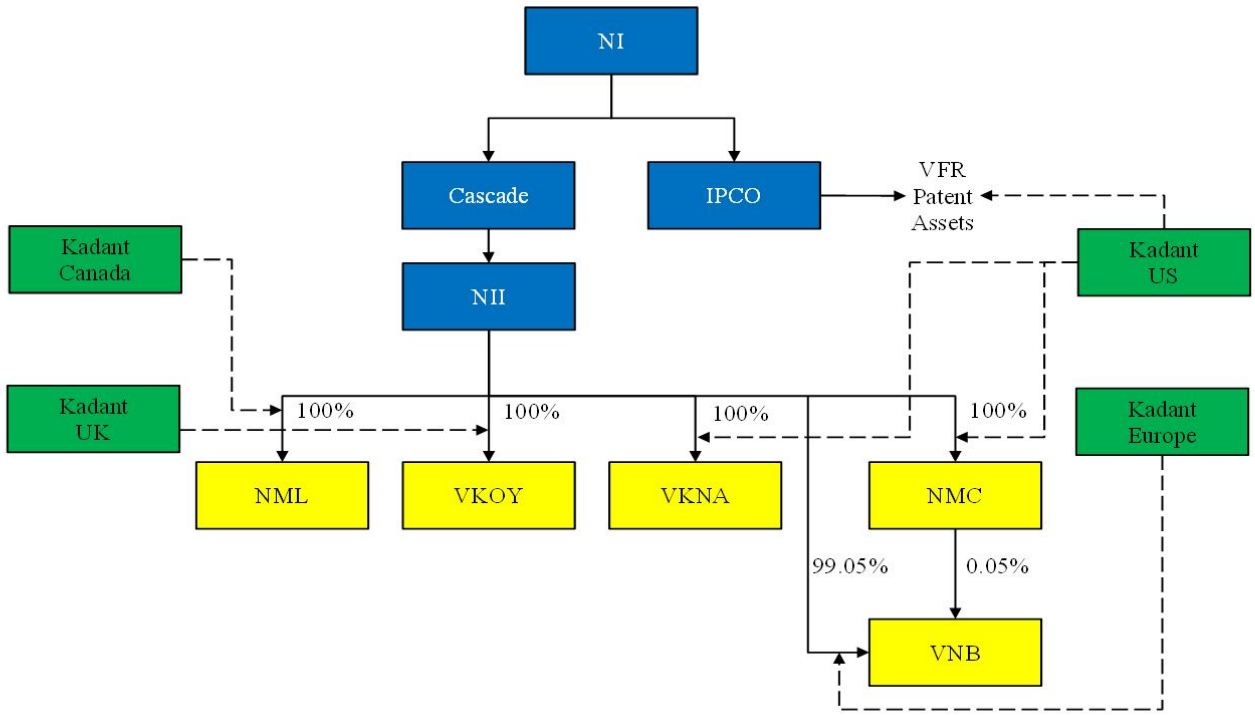 NI
Cascade
IPCO
VFR
Patent
Assets
Kadant
Canada
Kadant
US
NII
Kadant
UK
100%
100%
100%
100%
Kadant
Europe
NML
VKOY
VKNA
NMC
99.05%
0.05%
VNB